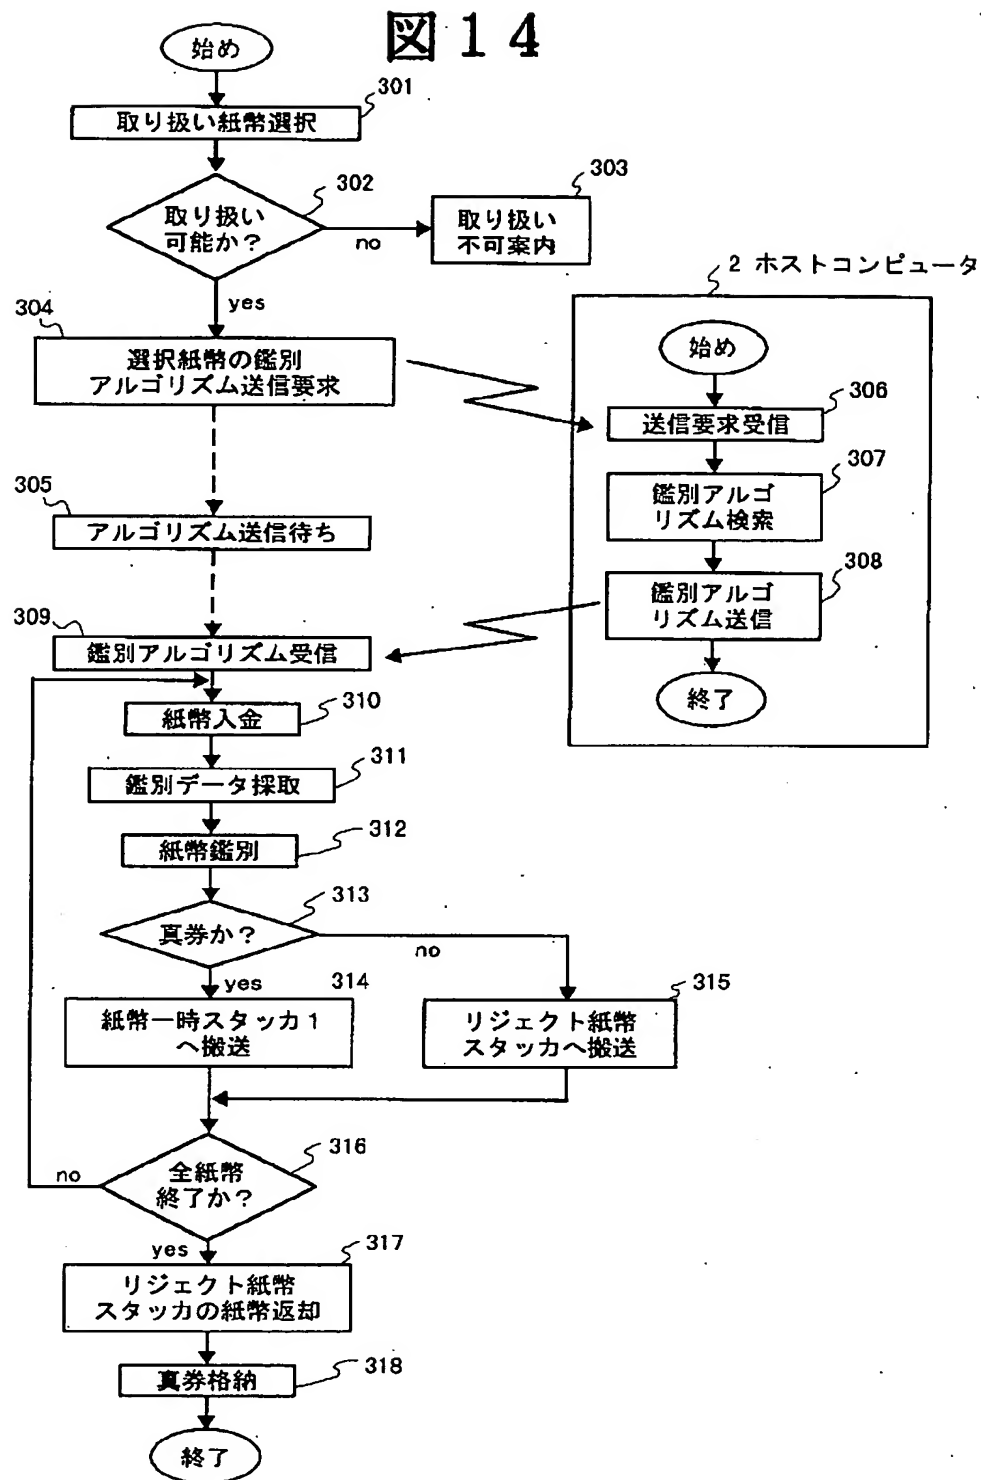 図14
始め
301
取り扱い紙幣選択
302
取り扱い
可能か?
no
303
取り扱い
不可案内
yes
304
選択紙幣の鑑別
アルゴリズム送信要求
305
アルゴリズム送信待ち
2 ホストコンピュータ
始め
306
送信要求受信
307
鑑別アルゴ
リズム検索
308
鑑別アルゴ
リズム送信
終了
309
鑑別アルゴリズム受信
310
紙幣入金
311
鑑別データ採取
312
紙幣鑑別
313
真券か?
no
yes
314
紙幣一時スタッカ1
へ搬送
315
リジェクト紙幣
スタッカへ搬送
316
全紙幣
終了か?
no
yes
317
リジェクト紙幣
スタッカの紙幣返却
318
真券格納
終了